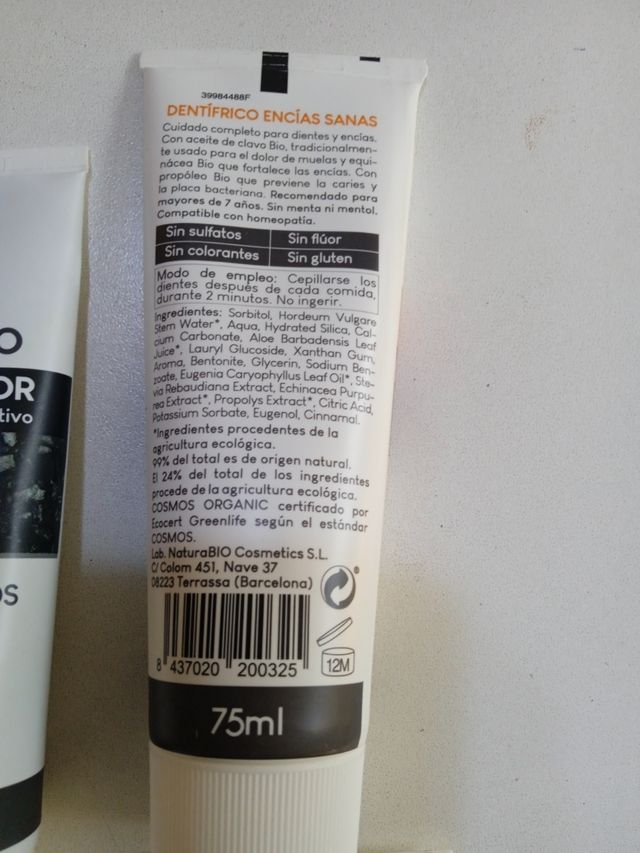 39984488F
DENTÍFRICO ENCÍAS SANAS
Cuidado completo para dientes y encías.
Con aceite de clavo Bio, tradicionalmen-
te usado para el dolor de muelas y equi-
nácea Bio que fortalece las encías. Con
propóleo Bio que previene la caries y
la placa bacteriana. Recomendado para
mayores de 7 años. Sin menta ni mentol.
Compatible con homeopatía.
Sin sulfatos Sin flúor
Sin colorantes Sin gluten
Modo de empleo: Cepillarse los
dientes después de cada comida,
durante 2 minutos. No ingerir.
Ingredientes: Sorbitol, Hordeum Vulgare
Stem Water*, Aqua, Hydrated Silica, Cal-
cium Carbonate, Aloe Barbadensis Leaf
Juice*, Lauryl Glucoside, Xanthan Gum,
Aroma, Bentonite, Glycerin, Sodium Ben-
zoate, Eugenia Caryophyllus Leaf Oil*, Ste-
via Rebaudiana Extract, Echinacea Purpu-
rea Extract*, Propolys Extract*, Citric Acid,
Potassium Sorbate, Eugenol, Cinnamal.
*Ingredientes procedentes de la
agricultura ecológica.
99% del total es de origen natural.
El 24% del total de los ingredientes
procede de la agricultura ecológica.
COSMOS ORGANIC certificado por
Ecocert Greenlife según el estándar
COSMOS.
Lab. NaturaBIO Cosmetics S.L.
C/ Colom 451, Nave 37
08223 Terrassa (Barcelona)
8 437020 200325
12M
75ml
O
OR
tivo
OS